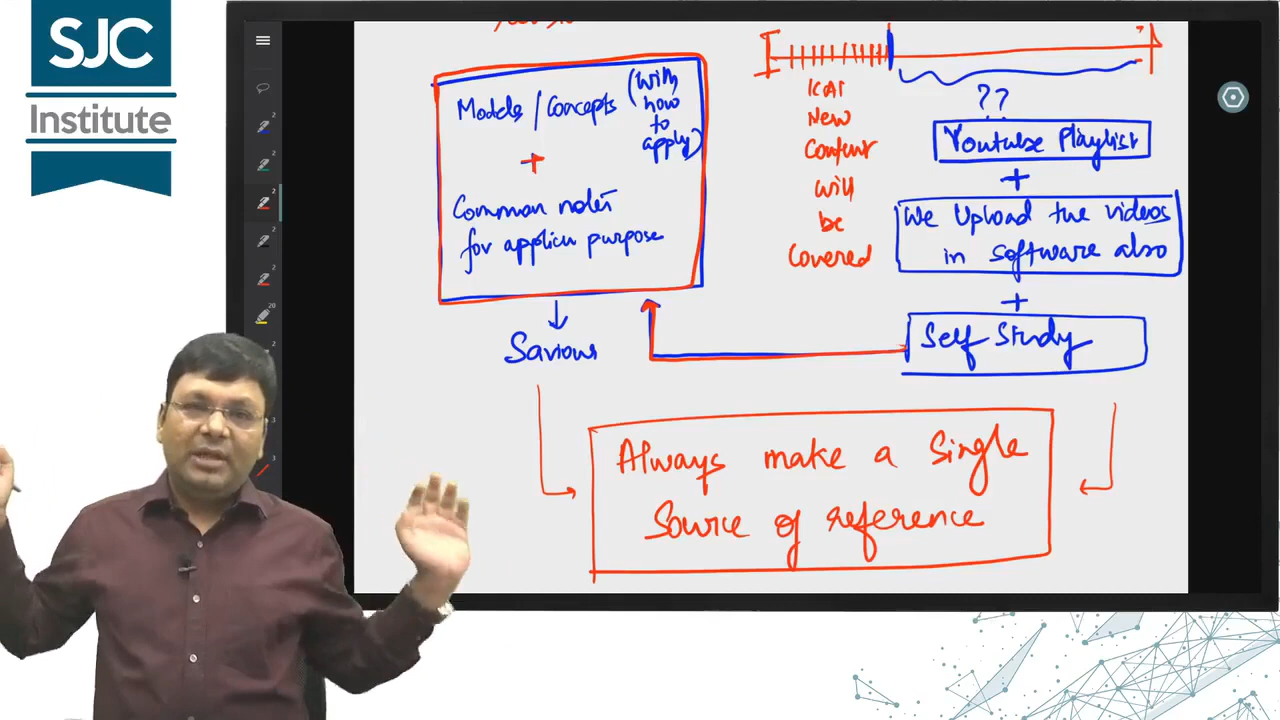 SJC
Institute
Models/Concepts (With
how
to
apply)
+
Common notes
for applicn purpose
Saviour
ICAI
New
Content
will
be
Covered
??
Youtube Playlist
+
We Upload the videos
in software also
+
Self Study
Always make a Single
Source of reference